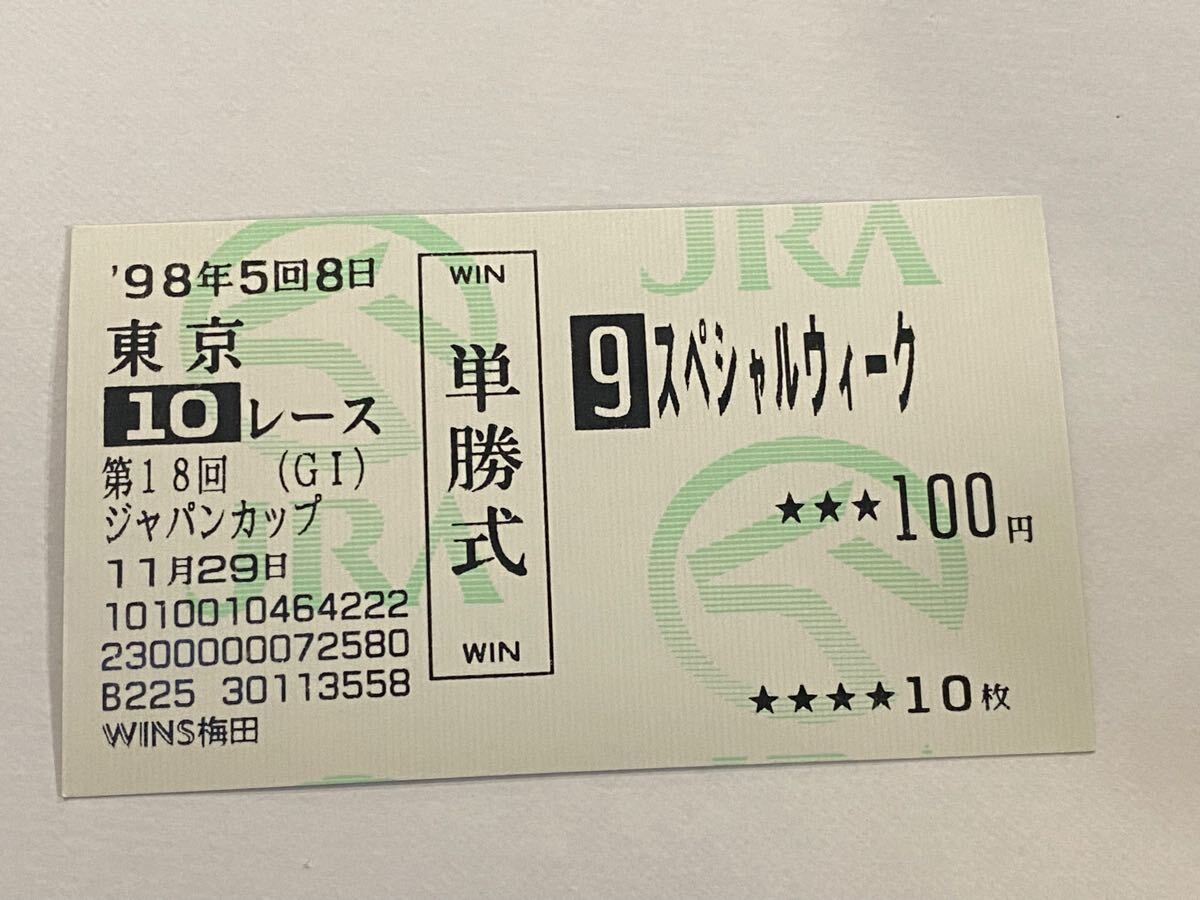 '98年5回8日
東京
10レース
第18回 (GI)
ジャパンカップ
11月29日
1010010464222
2300000072580
B225 30113558
WINS梅田
WIN
単勝式
WIN
JRA
9スペシャルウィーク
★★★100円
★★★★10枚
JRA